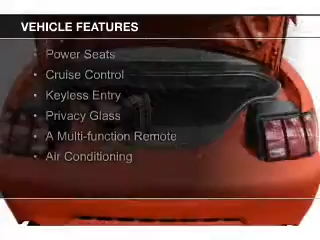 VEHICLE FEATURES
• Power Seats
• Cruise Control
• Keyless Entry
• Privacy Glass
• A Multi-function Remote
• Air Conditioning